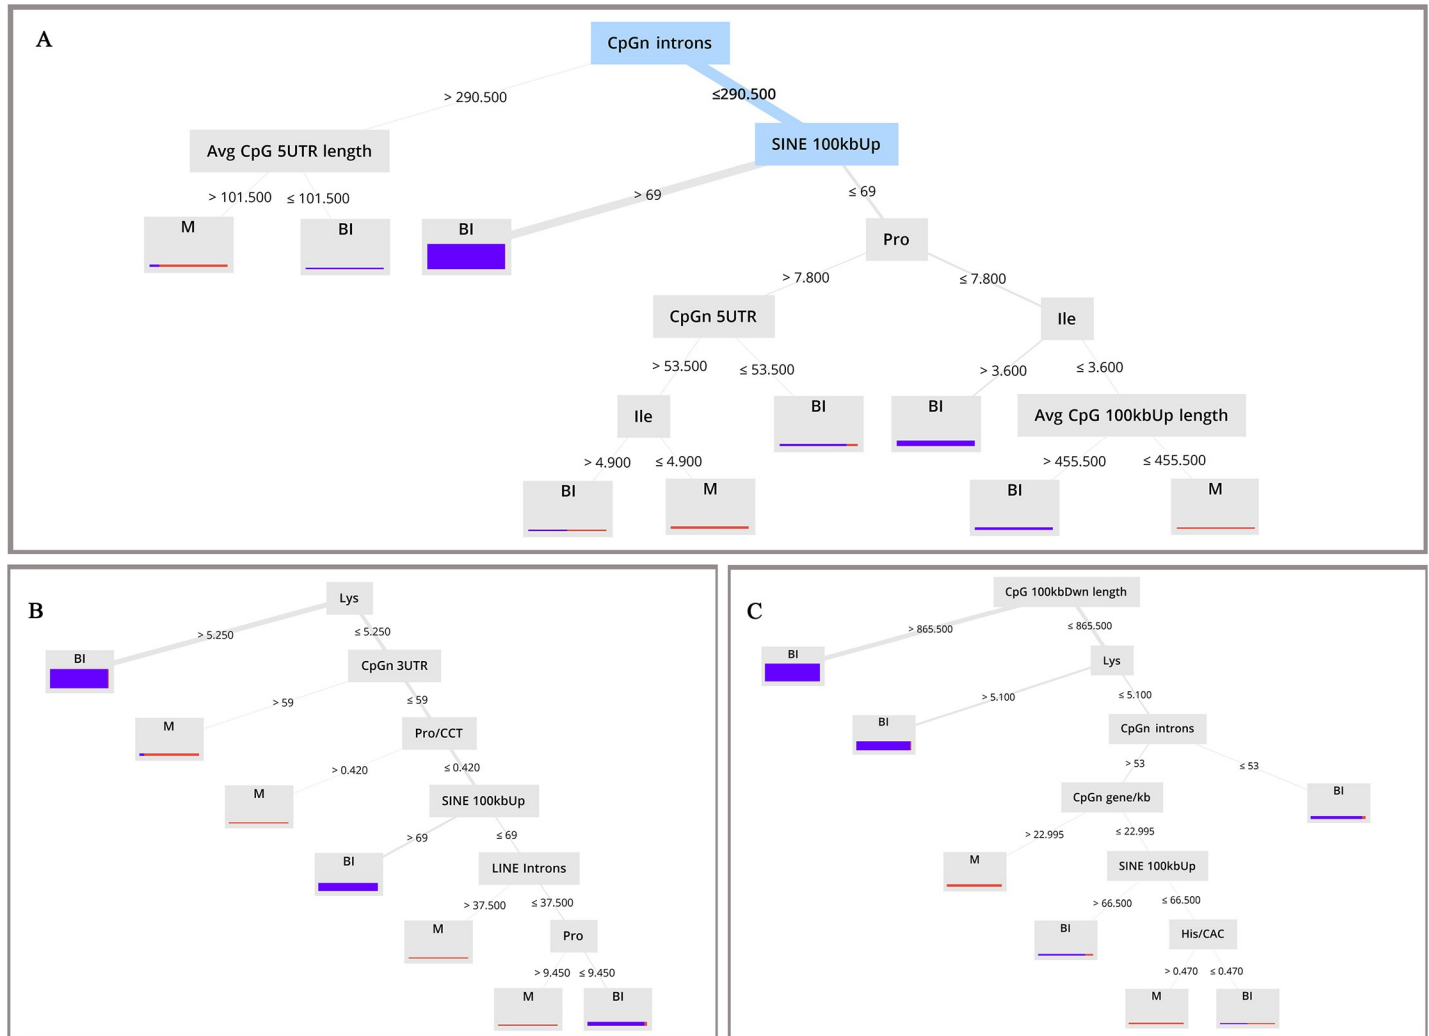 A
CpGn introns
> 290.500
≤290.500
Avg CpG 5UTR length
SINE 100kbUp
> 101.500
≤ 101.500
> 69
≤ 69
M
BI
BI
Pro
> 7.800
≤ 7.800
CpGn 5UTR
Ile
> 53.500
≤ 53.500
> 3.600
≤ 3.600
Ile
BI
BI
Avg CpG 100kbUp length
> 4.900
≤ 4.900
> 455.500
≤ 455.500
BI
M
BI
M
B
Lys
> 5.250
≤ 5.250
BI
CpGn 3UTR
> 59
≤ 59
M
Pro/CCT
> 0.420
≤ 0.420
M
SINE 100kbUp
> 69
≤ 69
BI
LINE Introns
> 37.500
≤ 37.500
M
Pro
> 9.450
≤ 9.450
M
BI
C
CpG 100kbDwn length
> 865.500
≤ 865.500
BI
Lys
> 5.100
≤ 5.100
BI
CpGn introns
> 53
≤ 53
CpGn gene/kb
BI
> 22.995
≤ 22.995
M
SINE 100kbUp
> 66.500
≤ 66.500
BI
His/CAC
> 0.470
≤ 0.470
M
BI